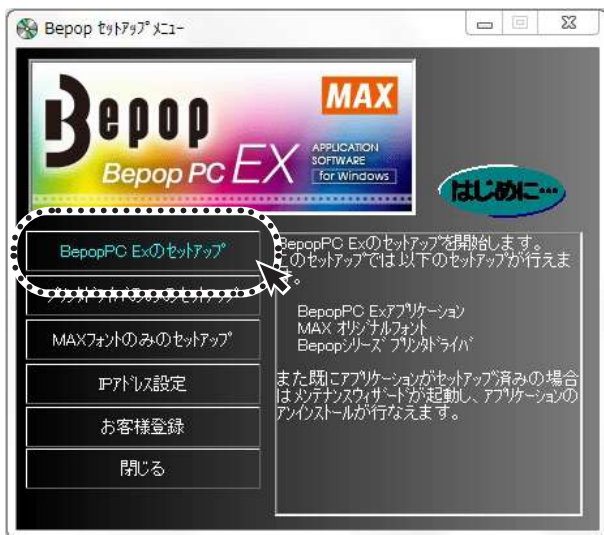 Bepop ｾｯﾄｱｯﾌﾟﾒﾆｭｰ
Bepop
MAX
Bepop PC EX
APPLICATION
SOFTWARE
for Windows
はじめに…
BepopPC Exのｾｯﾄｱｯﾌﾟ
MAXﾌｫﾝﾄのみのｾｯﾄｱｯﾌﾟ
IPｱﾄﾞﾚｽ設定
お客様登録
閉じる
BepopPC Exのｾｯﾄｱｯﾌﾟを開始します。
このｾｯﾄｱｯﾌﾟでは以下のｾｯﾄｱｯﾌﾟが行えま
す。
BepopPC Exｱﾌﾟﾘｹｰｼｮﾝ
MAX ｵﾘｼﾞﾅﾙﾌｫﾝﾄ
Bepopｼﾘｰｽﾞ ﾌﾟﾘﾝﾀﾄﾞﾗｲﾊﾞ
また既にｱﾌﾟﾘｹｰｼｮﾝがｾｯﾄｱｯﾌﾟ済みの場合
はﾒﾝﾃﾅﾝｽｳｨｻﾞｰﾄﾞが起動し、ｱﾌﾟﾘｹｰｼｮﾝの
ｱﾝｲﾝｽﾄｰﾙが行なえます。